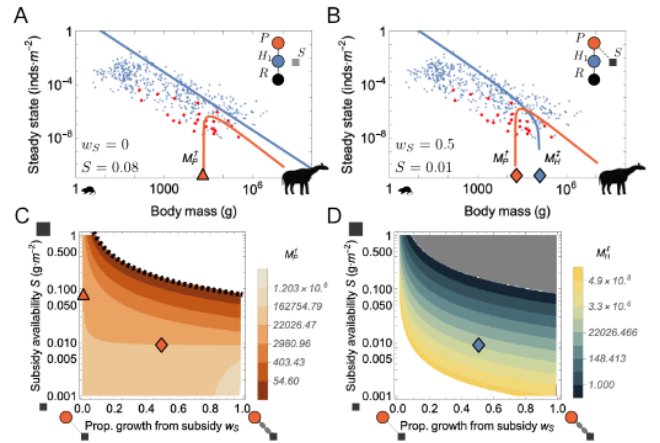 A
B
Steady state (inds·m⁻²)
1
10⁻⁴
10⁻⁸
P
H₁
S
R
w_S = 0
S = 0.08
M_P^†
1000
10⁶
Body mass (g)
Steady state (inds·m⁻²)
1
10⁻⁴
10⁻⁸
P
H₁
S
R
w_S = 0.5
S = 0.01
M_P^†
M_H^†
1000
10⁶
Body mass (g)
C
D
Subsidy availability S (g·m⁻²)
1
0.500
0.100
0.050
0.010
0.005
0.001
0.0 0.2 0.4 0.6 0.8 1.0
Prop. growth from subsidy w_S
M_P^†
1.203 × 10⁶
162754.79
22026.47
2980.96
403.43
54.60
Subsidy availability S (g·m⁻²)
1
0.500
0.100
0.050
0.010
0.005
0.001
0.0 0.2 0.4 0.6 0.8 1.0
Prop. growth from subsidy w_S
4.9 × 10⁸
3.3 × 10⁶
22026.466
148.413
1.000